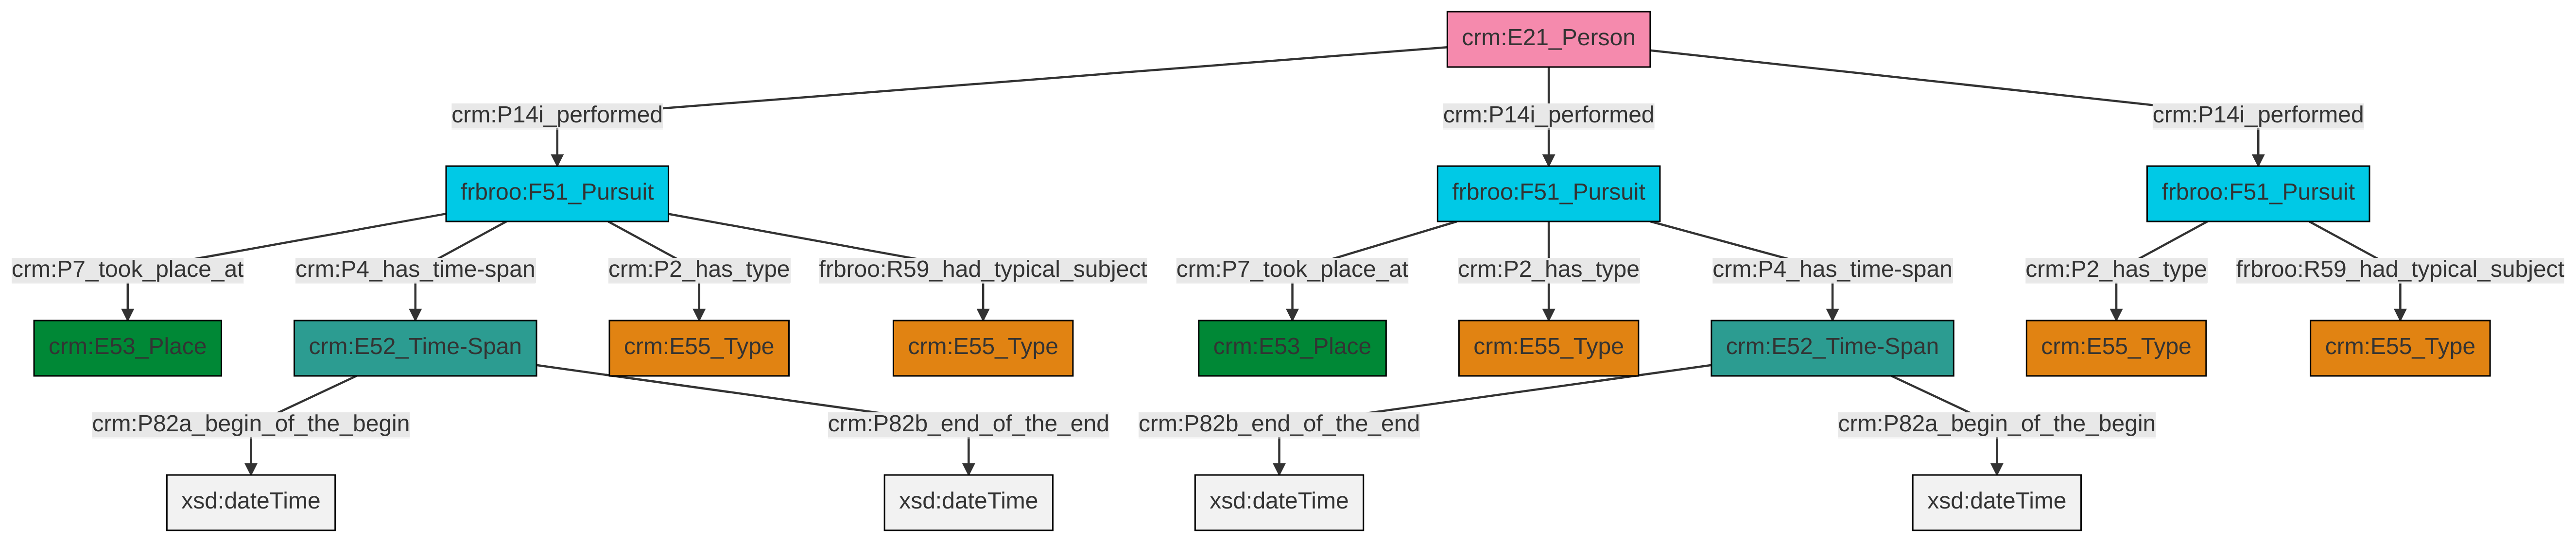 crm:E21_Person
crm:P14i_performed
crm:P14i_performed
crm:P14i_performed
frbroo:F51_Pursuit
frbroo:F51_Pursuit
frbroo:F51_Pursuit
crm:P7_took_place_at
crm:P4_has_time-span
crm:P2_has_type
frbroo:R59_had_typical_subject
crm:P7_took_place_at
crm:P2_has_type
crm:P4_has_time-span
crm:P2_has_type
frbroo:R59_had_typical_subject
crm:E53_Place
crm:E52_Time-Span
crm:E55_Type
crm:E55_Type
crm:E53_Place
crm:E55_Type
crm:E52_Time-Span
crm:E55_Type
crm:E55_Type
crm:P82a_begin_of_the_begin
crm:P82b_end_of_the_end
crm:P82b_end_of_the_end
crm:P82a_begin_of_the_begin
xsd:dateTime
xsd:dateTime
xsd:dateTime
xsd:dateTime